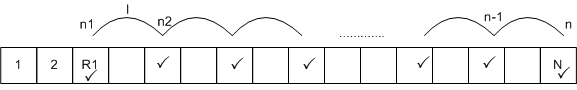 l
n1 n2 n-1 n
.............
1 2 R1 N